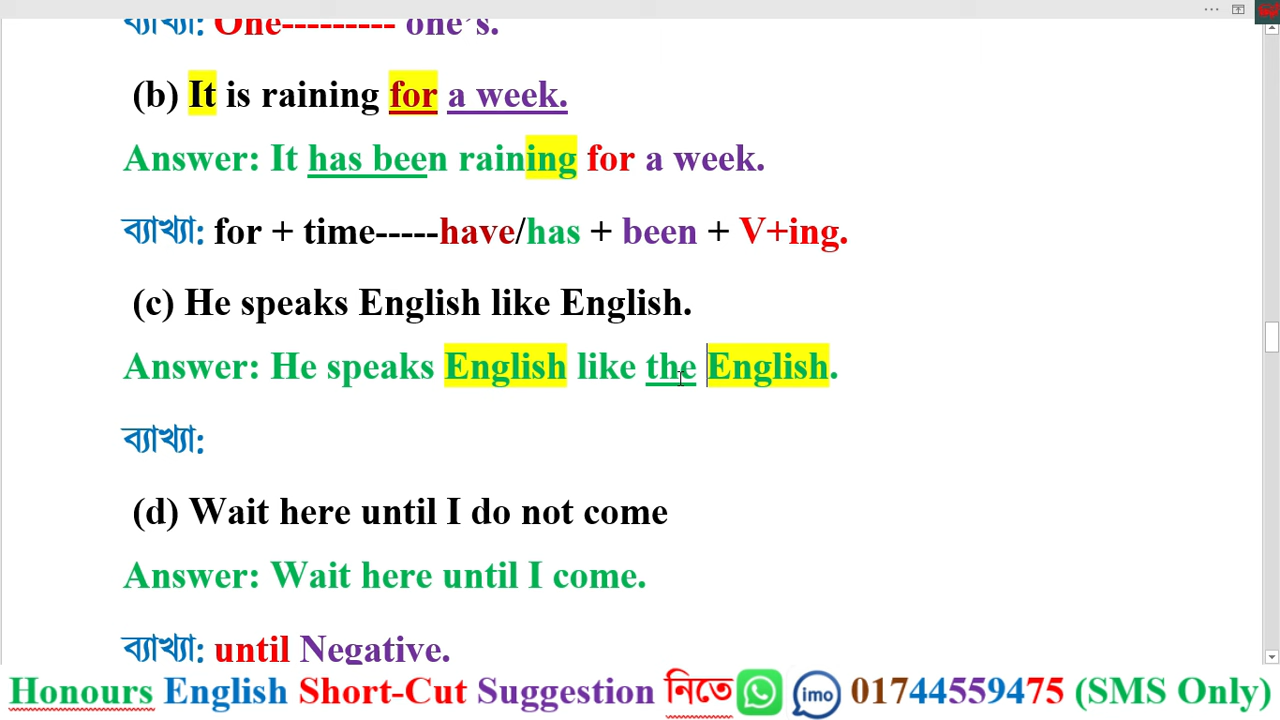 ব্যাখ্যা: One--------- one's.
(b) It is raining for a week.
Answer: It has been raining for a week.
ব্যাখ্যা: for + time-----have/has + been + V+ing.
(c) He speaks English like English.
Answer: He speaks English like the English.
ব্যাখ্যা:
(d) Wait here until I do not come
Answer: Wait here until I come.
ব্যাখ্যা: until Negative.
Honours English Short-Cut Suggestion নিতে imo 01744559475 (SMS Only)